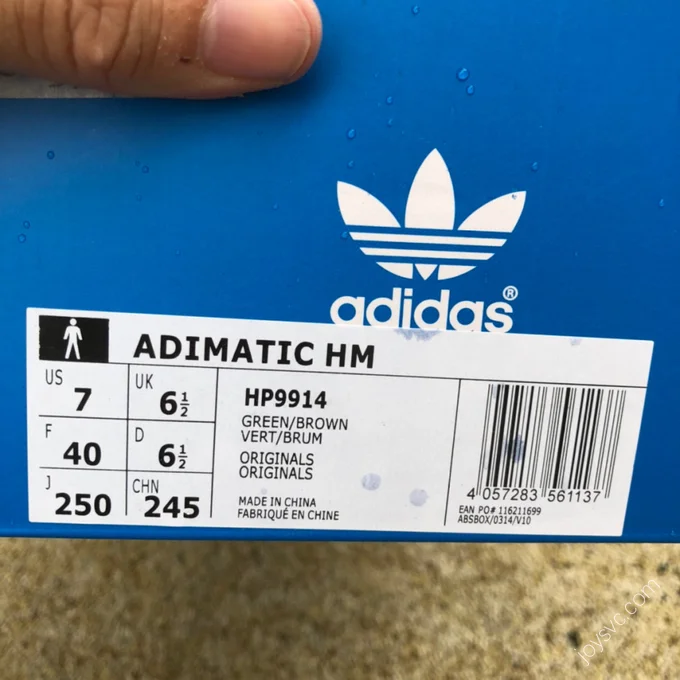 adidas®
ADIMATIC HM
US 7
UK 6½
F 40
D 6½
J 250
CHN 245
HP9914
GREEN/BROWN
VERT/BRUM
ORIGINALS
ORIGINALS
MADE IN CHINA
FABRIQUÉ EN CHINE
4 057283 561137
EAN PO# 116211699
ABSBOX/0314/V10
joysvc.com